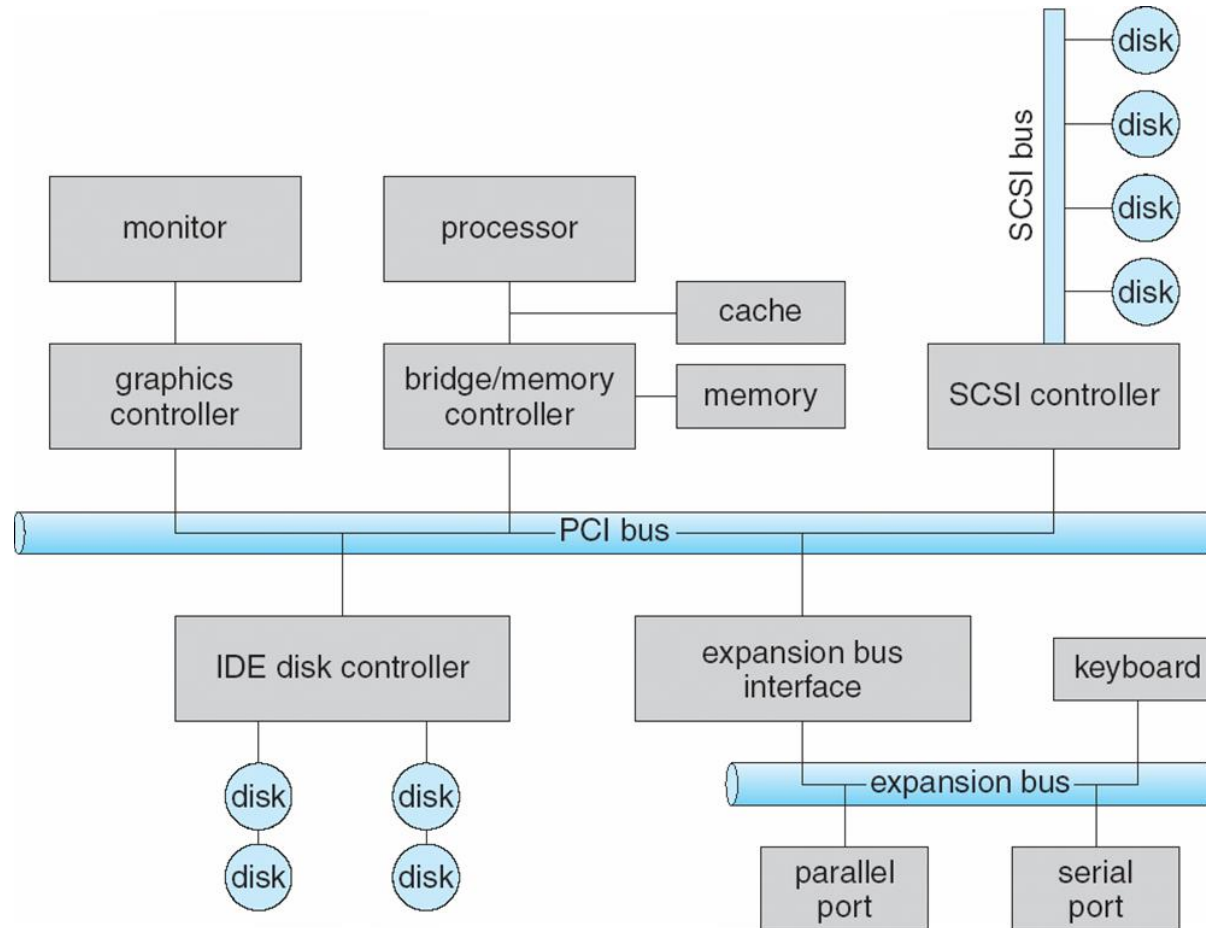 disk
disk
disk
disk
SCSI bus
monitor
processor
cache
graphics
controller
bridge/memory
controller
memory
SCSI controller
PCI bus
IDE disk controller
expansion bus
interface
keyboard
disk
disk
expansion bus
disk
disk
parallel
port
serial
port